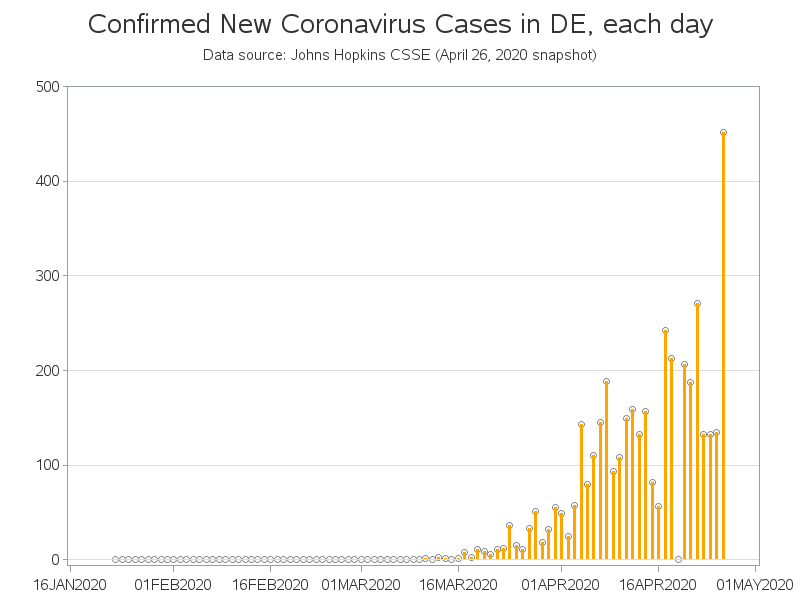 Confirmed New Coronavirus Cases in DE, each day
Data source: Johns Hopkins CSSE (April 26, 2020 snapshot)
500
400
300
200
100
0
16JAN2020 01FEB2020 16FEB2020 01MAR2020 16MAR2020 01APR2020 16APR2020 01MAY2020